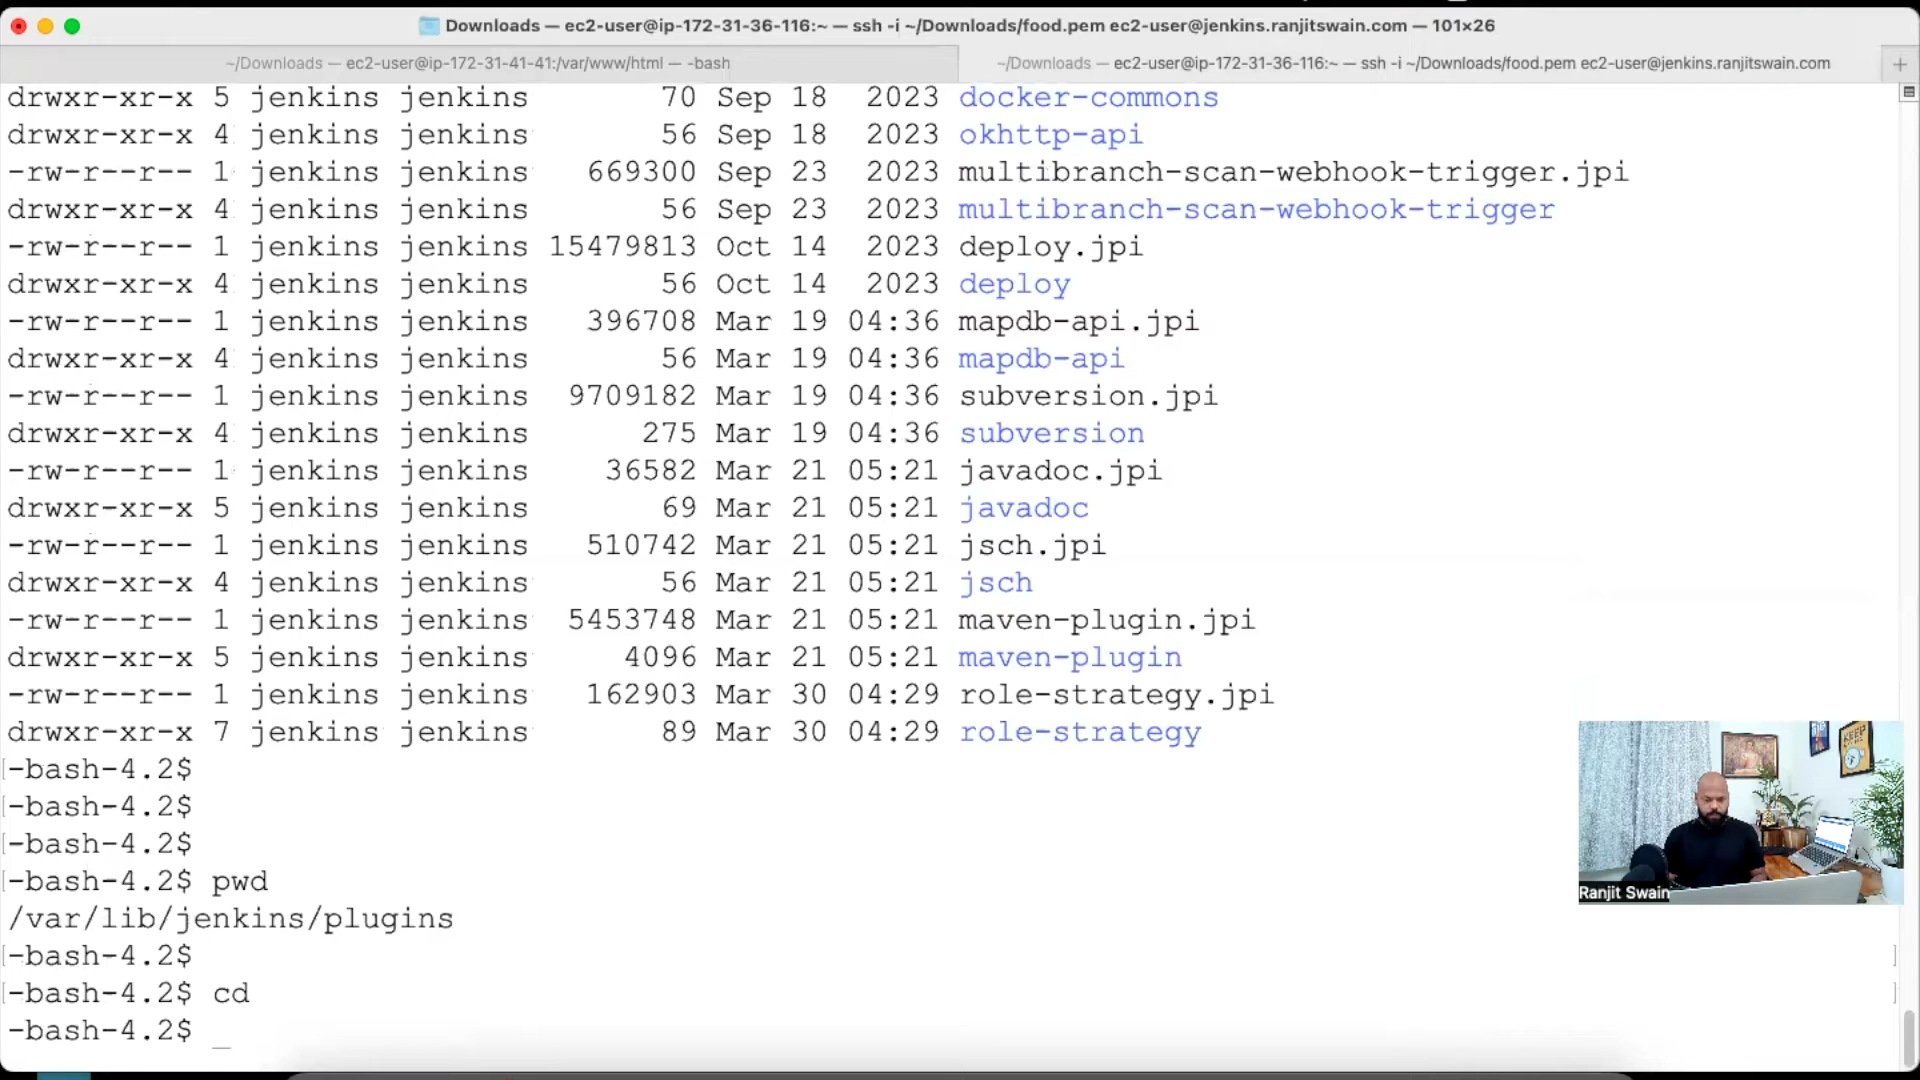 Downloads — ec2-user@ip-172-31-36-116:~ — ssh -i ~/Downloads/food.pem ec2-user@jenkins.ranjitswain.com — 101×26
~/Downloads — ec2-user@ip-172-31-41-41:/var/www/html — -bash
~/Downloads — ec2-user@ip-172-31-36-116:~ — ssh -i ~/Downloads/food.pem ec2-user@jenkins.ranjitswain.com
drwxr-xr-x 5 jenkins jenkins 70 Sep 18 2023 docker-commons
drwxr-xr-x 4 jenkins jenkins 56 Sep 18 2023 okhttp-api
-rw-r--r-- 1 jenkins jenkins 669300 Sep 23 2023 multibranch-scan-webhook-trigger.jpi
drwxr-xr-x 4 jenkins jenkins 56 Sep 23 2023 multibranch-scan-webhook-trigger
-rw-r--r-- 1 jenkins jenkins 15479813 Oct 14 2023 deploy.jpi
drwxr-xr-x 4 jenkins jenkins 56 Oct 14 2023 deploy
-rw-r--r-- 1 jenkins jenkins 396708 Mar 19 04:36 mapdb-api.jpi
drwxr-xr-x 4 jenkins jenkins 56 Mar 19 04:36 mapdb-api
-rw-r--r-- 1 jenkins jenkins 9709182 Mar 19 04:36 subversion.jpi
drwxr-xr-x 4 jenkins jenkins 275 Mar 19 04:36 subversion
-rw-r--r-- 1 jenkins jenkins 36582 Mar 21 05:21 javadoc.jpi
drwxr-xr-x 5 jenkins jenkins 69 Mar 21 05:21 javadoc
-rw-r--r-- 1 jenkins jenkins 510742 Mar 21 05:21 jsch.jpi
drwxr-xr-x 4 jenkins jenkins 56 Mar 21 05:21 jsch
-rw-r--r-- 1 jenkins jenkins 5453748 Mar 21 05:21 maven-plugin.jpi
drwxr-xr-x 5 jenkins jenkins 4096 Mar 21 05:21 maven-plugin
-rw-r--r-- 1 jenkins jenkins 162903 Mar 30 04:29 role-strategy.jpi
drwxr-xr-x 7 jenkins jenkins 89 Mar 30 04:29 role-strategy
-bash-4.2$
-bash-4.2$
-bash-4.2$
-bash-4.2$ pwd
/var/lib/jenkins/plugins
-bash-4.2$
-bash-4.2$ cd
-bash-4.2$ _
Ranjit Swain